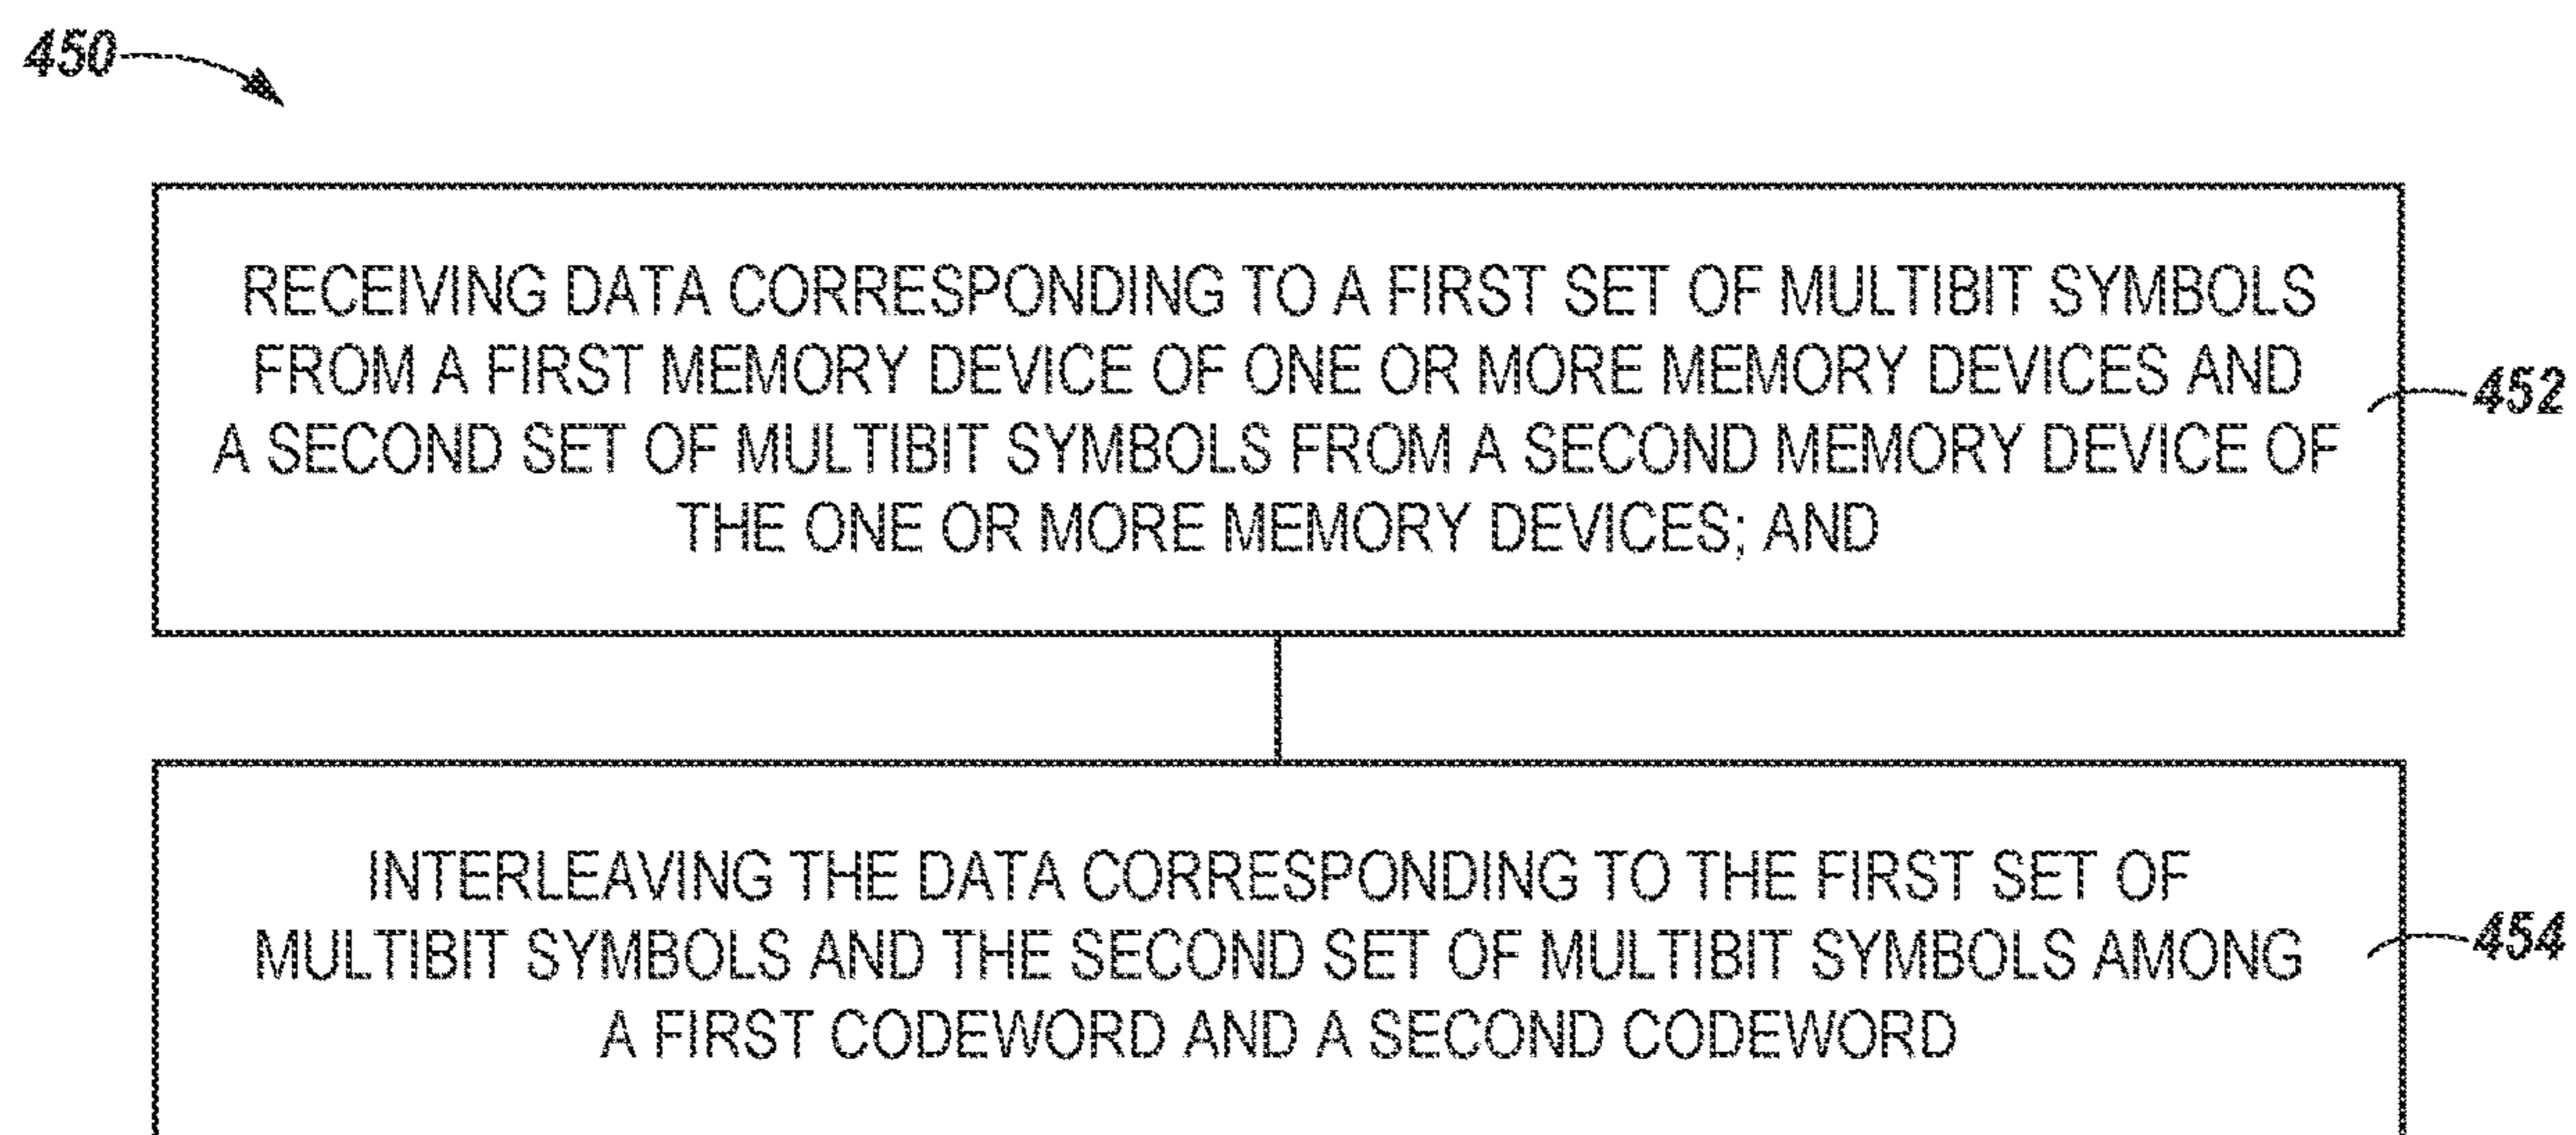 450
RECEIVING DATA CORRESPONDING TO A FIRST SET OF MULTIBIT SYMBOLS
FROM A FIRST MEMORY DEVICE OF ONE OR MORE MEMORY DEVICES AND
A SECOND SET OF MULTIBIT SYMBOLS FROM A SECOND MEMORY DEVICE OF
THE ONE OR MORE MEMORY DEVICES; AND
452
INTERLEAVING THE DATA CORRESPONDING TO THE FIRST SET OF
MULTIBIT SYMBOLS AND THE SECOND SET OF MULTIBIT SYMBOLS AMONG
A FIRST CODEWORD AND A SECOND CODEWORD
454